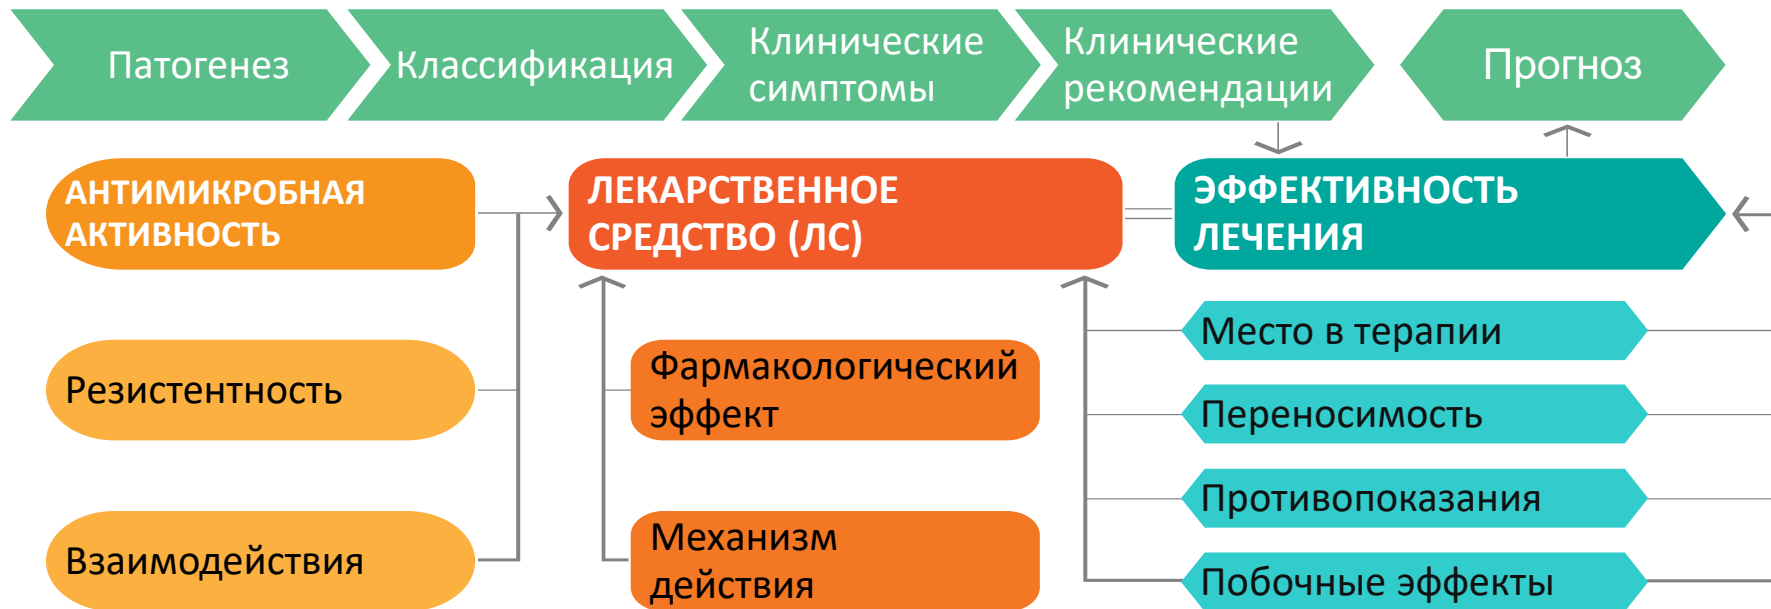 Патогенез
Классификация
Клинические
симптомы
Клинические
рекомендации
Прогноз
АНТИМИКРОБНАЯ
АКТИВНОСТЬ
ЛЕКАРСТВЕННОЕ
СРЕДСТВО (ЛС)
ЭФФЕКТИВНОСТЬ
ЛЕЧЕНИЯ
Резистентность
Взаимодействия
Фармакологический
эффект
Механизм
действия
Место в терапии
Переносимость
Противопоказания
Побочные эффекты